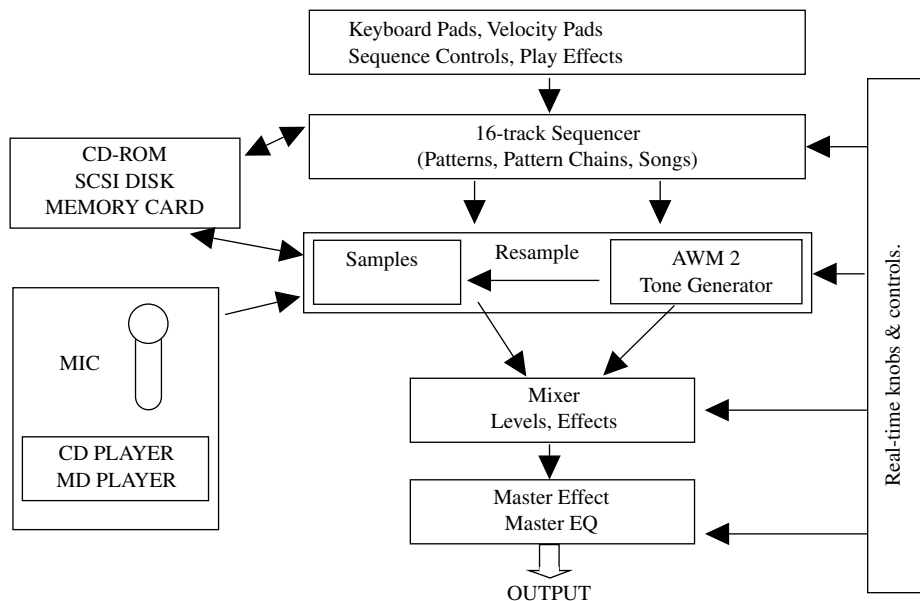 Keyboard Pads, Velocity Pads
Sequence Controls, Play Effects
16-track Sequencer
(Patterns, Pattern Chains, Songs)
CD-ROM
SCSI DISK
MEMORY CARD
Samples
Resample
AWM 2
Tone Generator
MIC
CD PLAYER
MD PLAYER
Mixer
Levels, Effects
Master Effect
Master EQ
OUTPUT
Real-time knobs & controls.